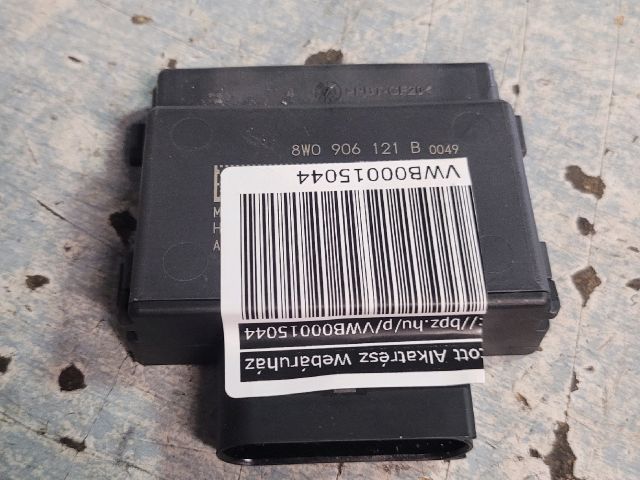 8W0 906 121 B 0049
M
H
A
VWB00015044
://bpz.hu/p/VWB00015044
ott Alkatrész Webáruház